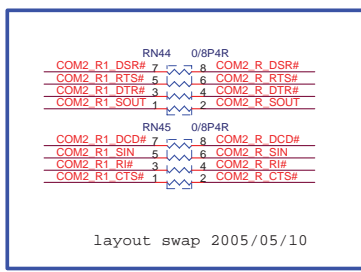 RN44 0/8P4R
COM2_R1_DSR# 7 8 COM2_R_DSR#
COM2_R1_RTS# 5 6 COM2_R_RTS#
COM2_R1_DTR# 3 4 COM2_R_DTR#
COM2_R1_SOUT 1 2 COM2_R_SOUT
RN45 0/8P4R
COM2_R1_DCD# 7 8 COM2_R_DCD#
COM2_R1_SIN 5 6 COM2_R_SIN
COM2_R1_RI# 3 4 COM2_R_RI#
COM2_R1_CTS# 1 2 COM2_R_CTS#
layout swap 2005/05/10